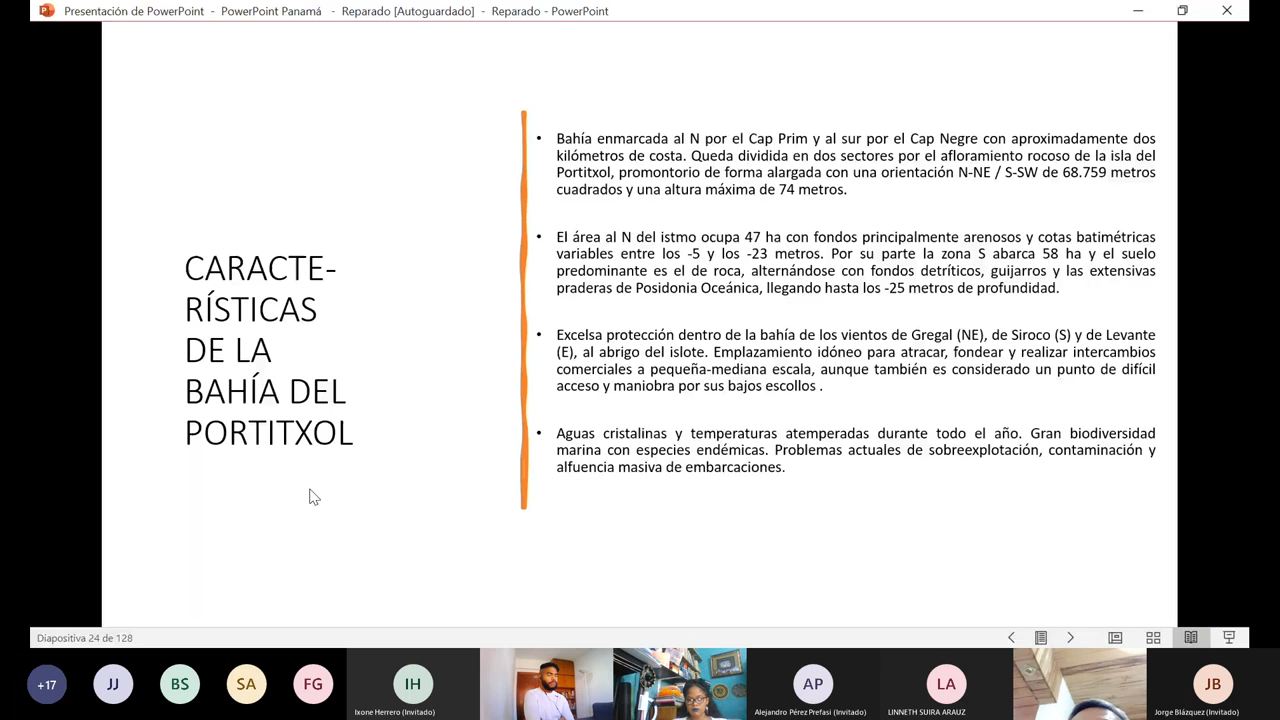 Presentación de PowerPoint - PowerPoint Panamá - Reparado [Autoguardado] - Reparado - PowerPoint
CARACTE-
RÍSTICAS
DE LA
BAHÍA DEL
PORTITXOL
• Bahía enmarcada al N por el Cap Prim y al sur por el Cap Negre con aproximadamente dos
kilómetros de costa. Queda dividida en dos sectores por el afloramiento rocoso de la isla del
Portitxol, promontorio de forma alargada con una orientación N-NE / S-SW de 68.759 metros
cuadrados y una altura máxima de 74 metros.
• El área al N del istmo ocupa 47 ha con fondos principalmente arenosos y cotas batimétricas
variables entre los -5 y los -23 metros. Por su parte la zona S abarca 58 ha y el suelo
predominante es el de roca, alternándose con fondos detríticos, guijarros y las extensivas
praderas de Posidonia Oceánica, llegando hasta los -25 metros de profundidad.
• Excelsa protección dentro de la bahía de los vientos de Gregal (NE), de Siroco (S) y de Levante
(E), al abrigo del islote. Emplazamiento idóneo para atracar, fondear y realizar intercambios
comerciales a pequeña-mediana escala, aunque también es considerado un punto de difícil
acceso y maniobra por sus bajos escollos .
• Aguas cristalinas y temperaturas atemperadas durante todo el año. Gran biodiversidad
marina con especies endémicas. Problemas actuales de sobreexplotación, contaminación y
alfuencia masiva de embarcaciones.
Diapositiva 24 de 128
+17 JJ BS SA FG IH AP LA JB
Ixone Herrero (Invitado) Alejandro Pérez Prefasi (Invitado) LINNETH SUIRA ARAUZ Jorge Blázquez (Invitado)